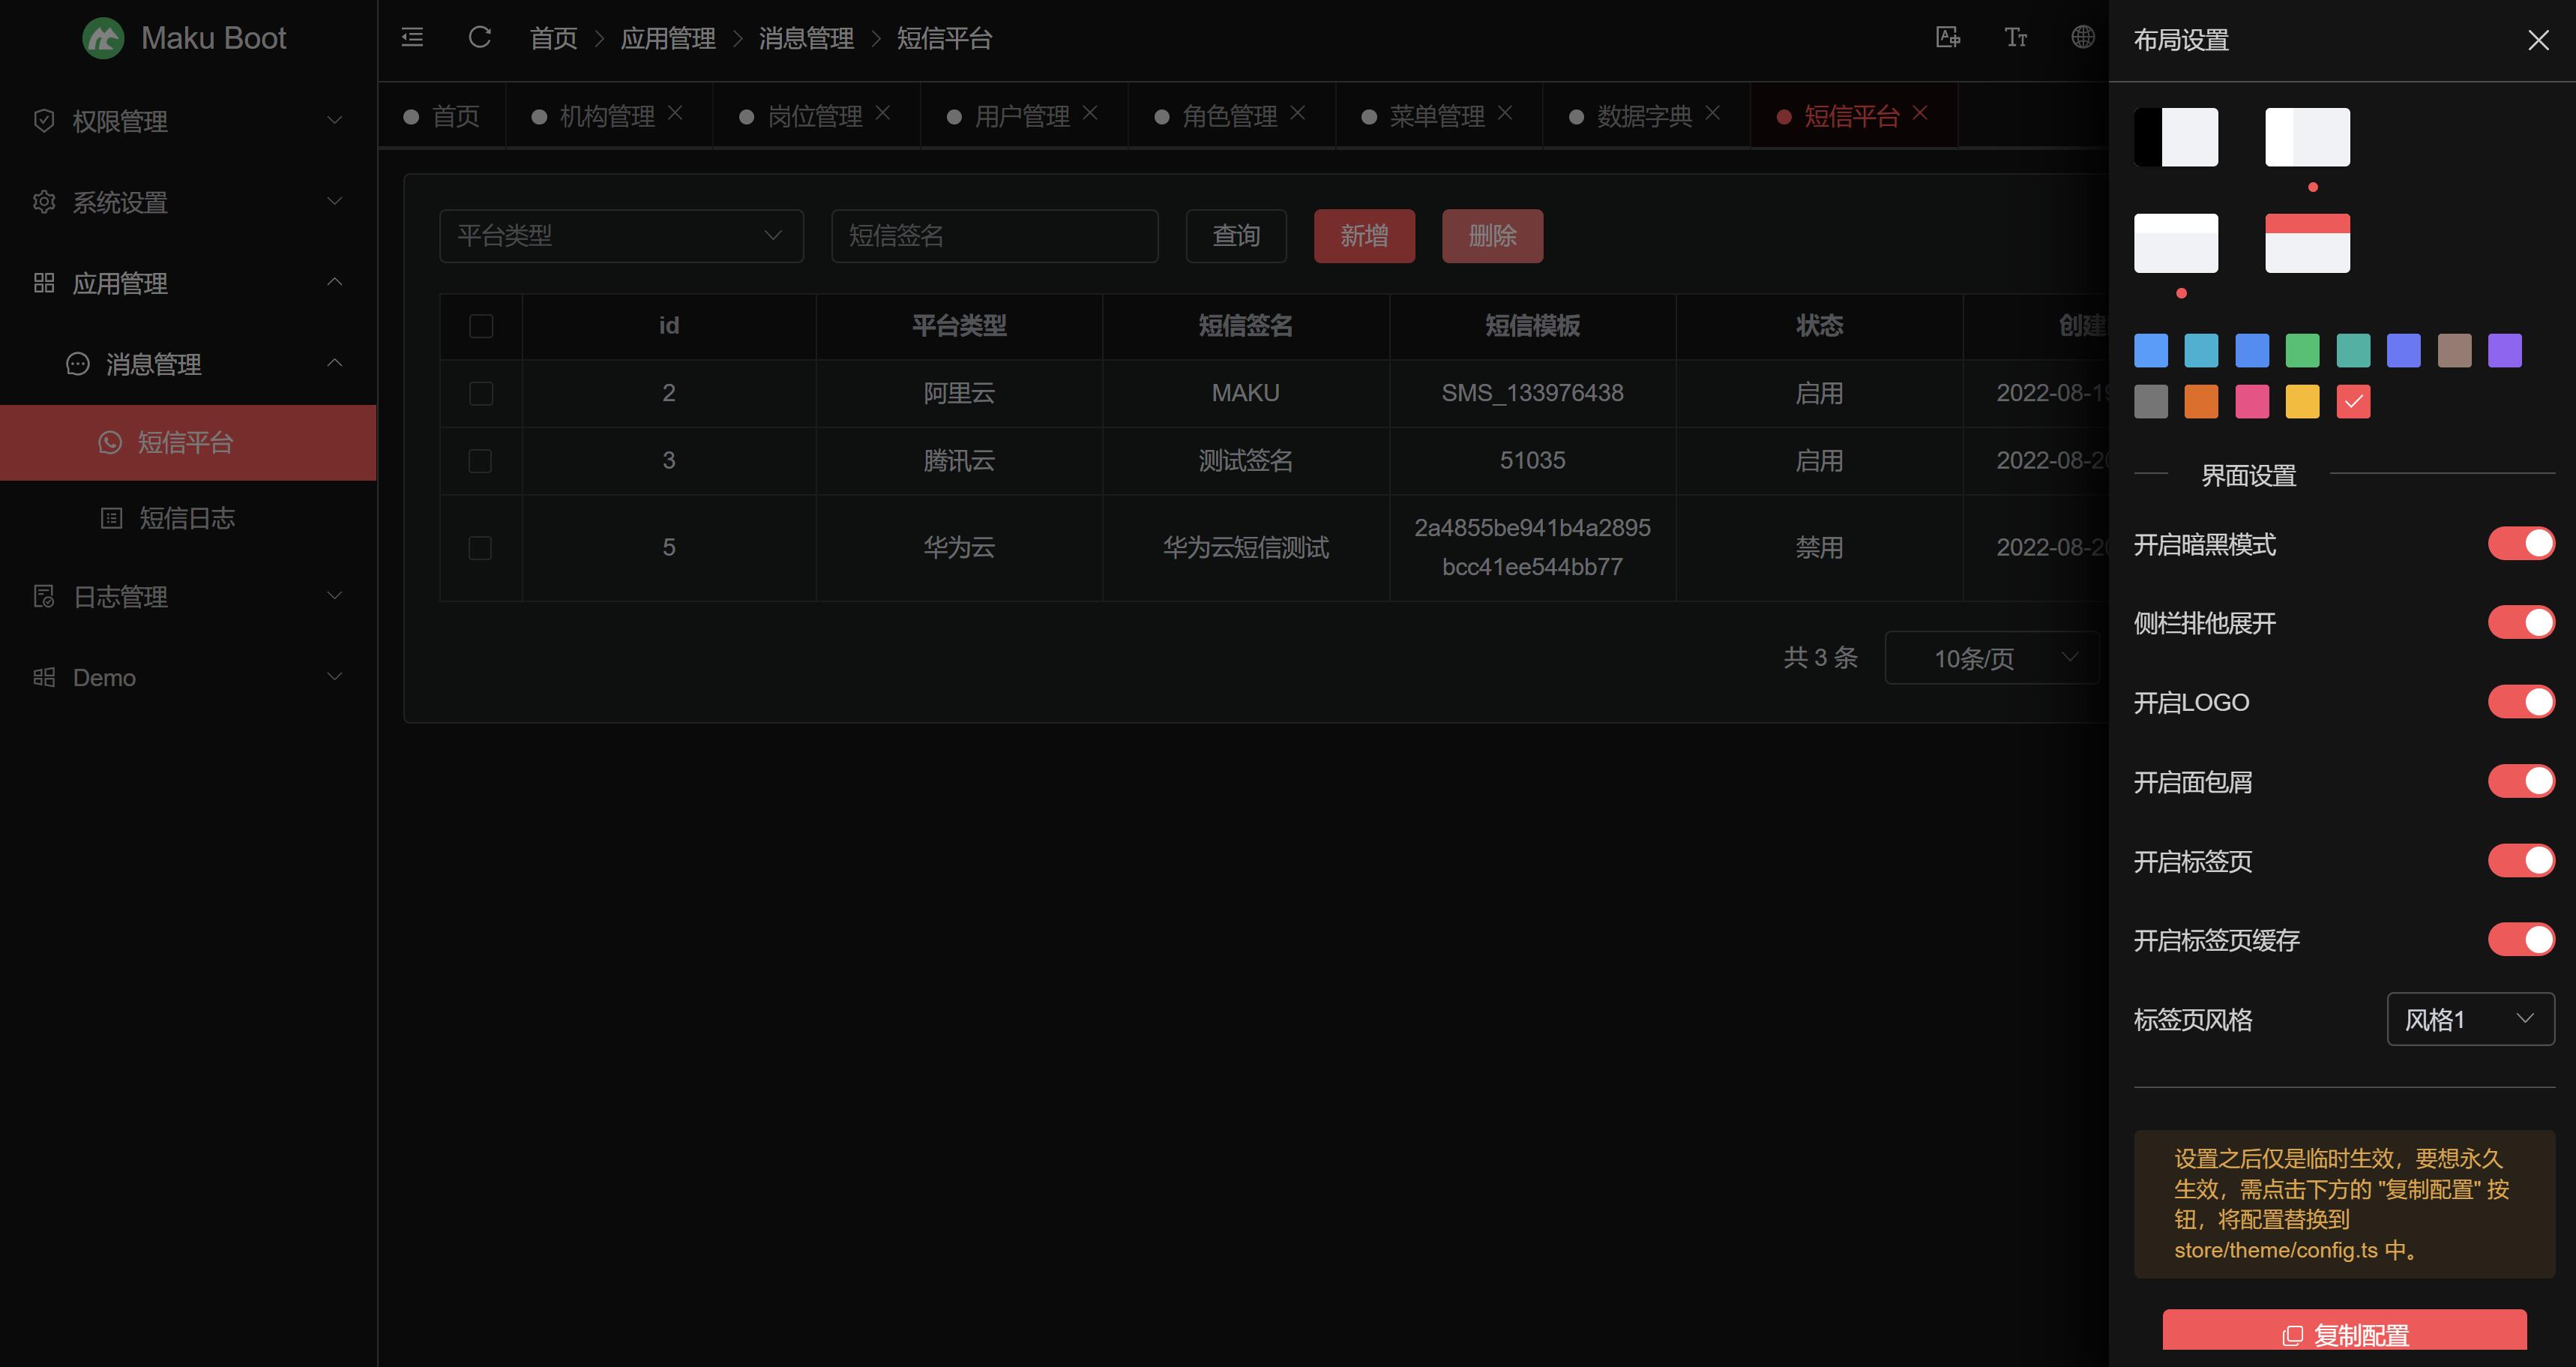 Maku Boot
首页 应用管理 消息管理 短信平台
布局设置
首页 机构管理 岗位管理 用户管理 角色管理 菜单管理 数据字典 短信平台
权限管理
系统设置
应用管理
消息管理
短信平台
短信日志
日志管理
Demo
平台类型 短信签名 查询 新增 删除
id 平台类型 短信签名 短信模板 状态 创建
2 阿里云 MAKU SMS_133976438 启用 2022-08-19
3 腾讯云 测试签名 51035 启用 2022-08-20
5 华为云 华为云短信测试 2a4855be941b4a2895 禁用 2022-08-20
bcc41ee544bb77
共 3 条 10条/页
界面设置
开启暗黑模式
侧栏排他展开
开启LOGO
开启面包屑
开启标签页
开启标签页缓存
标签页风格 风格1
设置之后仅是临时生效，要想永久
生效，需点击下方的 "复制配置" 按
钮，将配置替换到
store/theme/config.ts 中。
复制配置